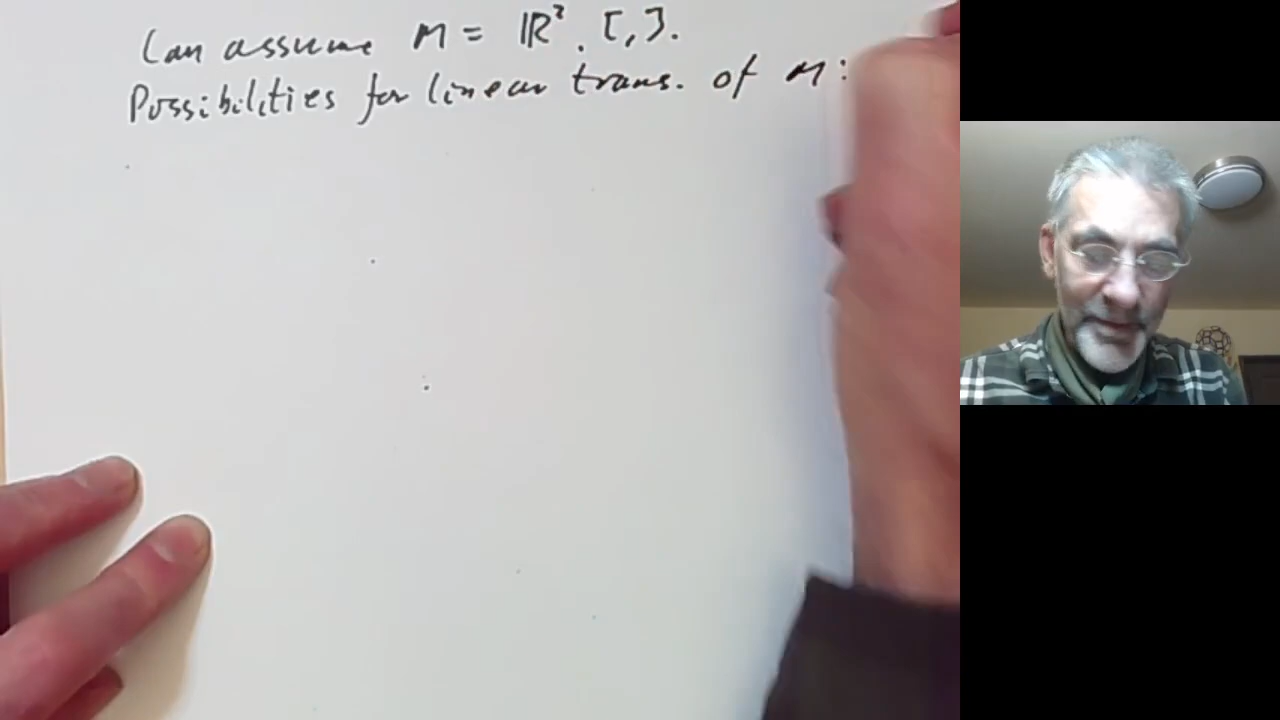 Can assume M = ℝ². [,].
Possibilities for linear trans. of M: